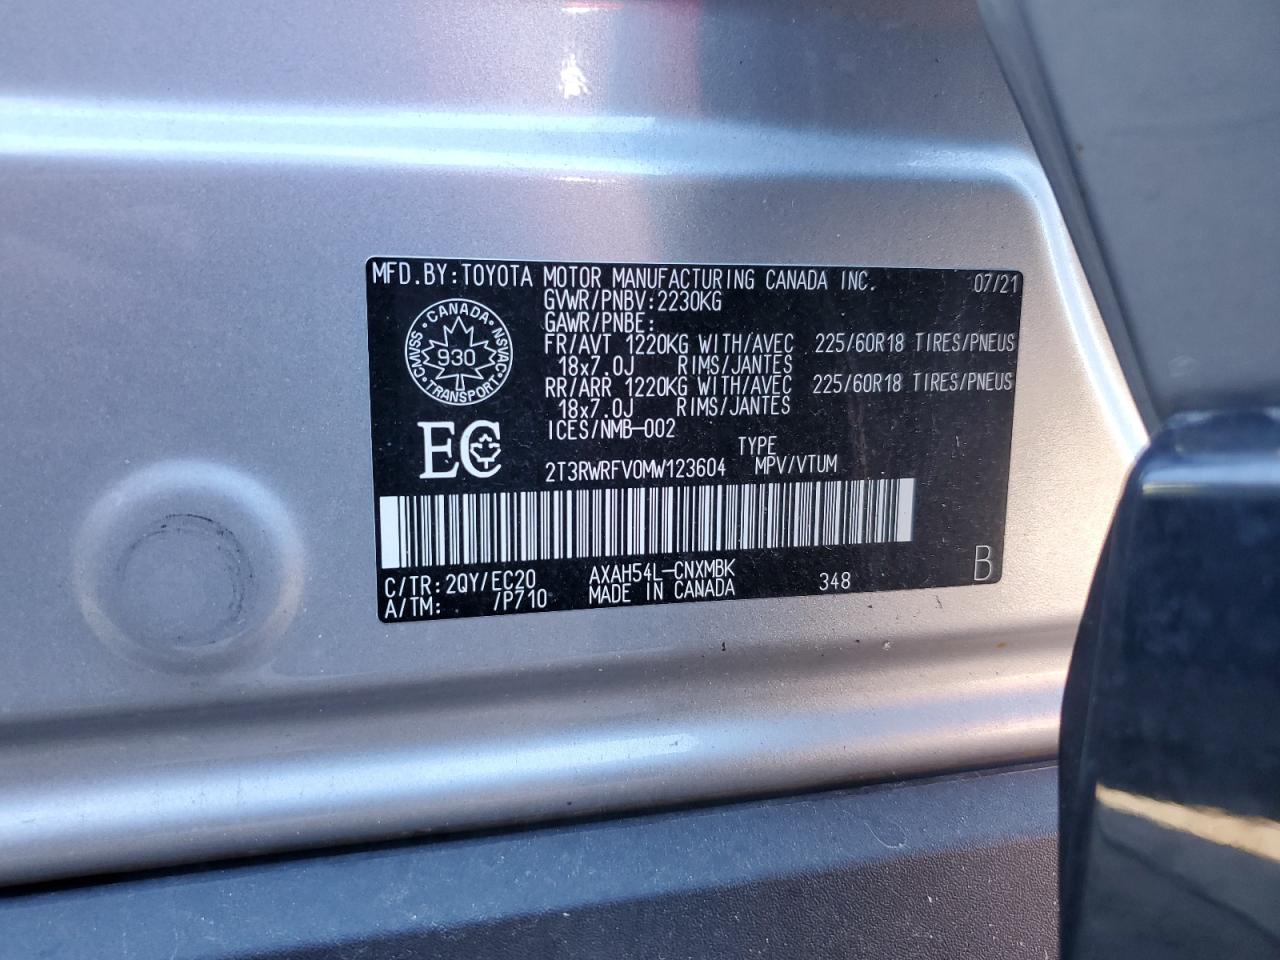 MFD.BY:TOYOTA MOTOR MANUFACTURING CANADA INC. 07/21
GVWR/PNBV:2230KG
GAWR/PNBE:
FR/AVT 1220KG WITH/AVEC 225/60R18 TIRES/PNEUS
18x7.0J RIMS/JANTES
RR/ARR 1220KG WITH/AVEC 225/60R18 TIRES/PNEUS
18x7.0J RIMS/JANTES
ICES/NMB-002
CANADA
CMVSS NSVAC
930
TRANSPORT
EC
TYPE
2T3RWRFV0MW123604 MPV/VTUM
C/TR:2QY/EC20 AXAH54L-CNXMBK 348 B
A/TM: /P710 MADE IN CANADA